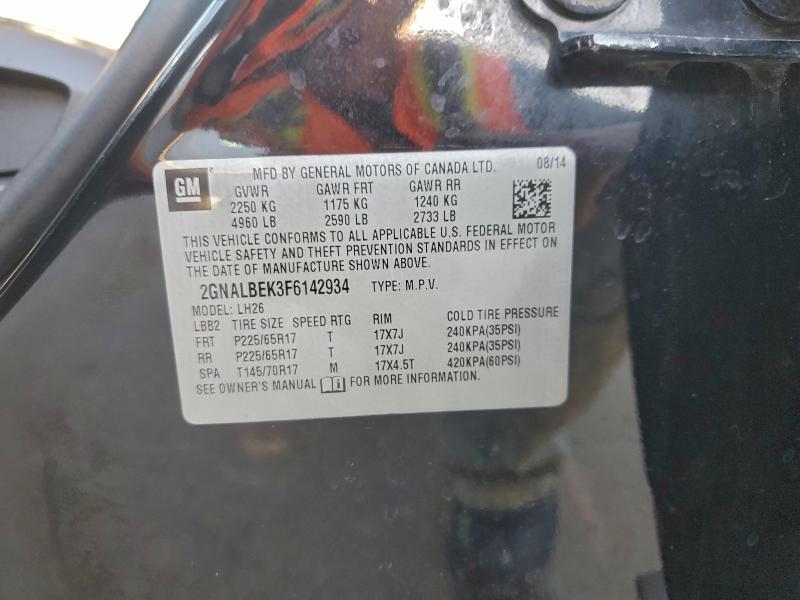 GM
MFD BY GENERAL MOTORS OF CANADA LTD. 08/14
GVWR GAWR FRT GAWR RR
2250 KG 1175 KG 1240 KG
4960 LB 2590 LB 2733 LB
THIS VEHICLE CONFORMS TO ALL APPLICABLE U.S. FEDERAL MOTOR
VEHICLE SAFETY AND THEFT PREVENTION STANDARDS IN EFFECT ON
THE DATE OF MANUFACTURE SHOWN ABOVE.
2GNALBEK3F6142934 TYPE: M.P.V.
MODEL: LH26
LBB2 TIRE SIZE SPEED RTG RIM COLD TIRE PRESSURE
FRT P225/65R17 T 17X7J 240KPA(35PSI)
RR P225/65R17 T 17X7J 240KPA(35PSI)
SPA T145/70R17 M 17X4.5T 420KPA(60PSI)
SEE OWNER'S MANUAL FOR MORE INFORMATION.